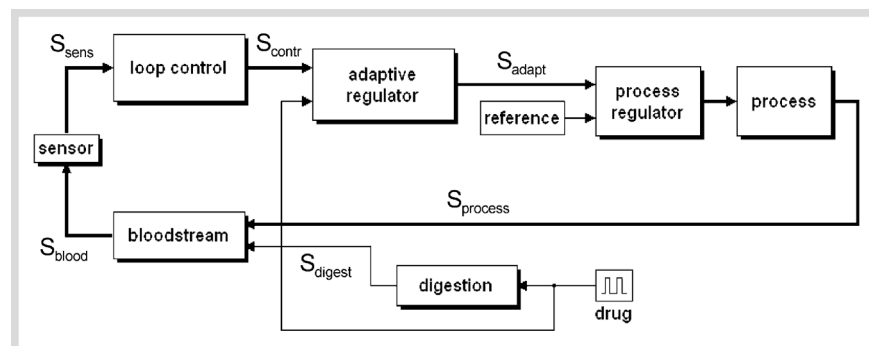 S_sens
loop control
S_contr
adaptive
regulator
S_adapt
reference
process
regulator
process
sensor
S_process
S_blood
bloodstream
S_digest
digestion
drug